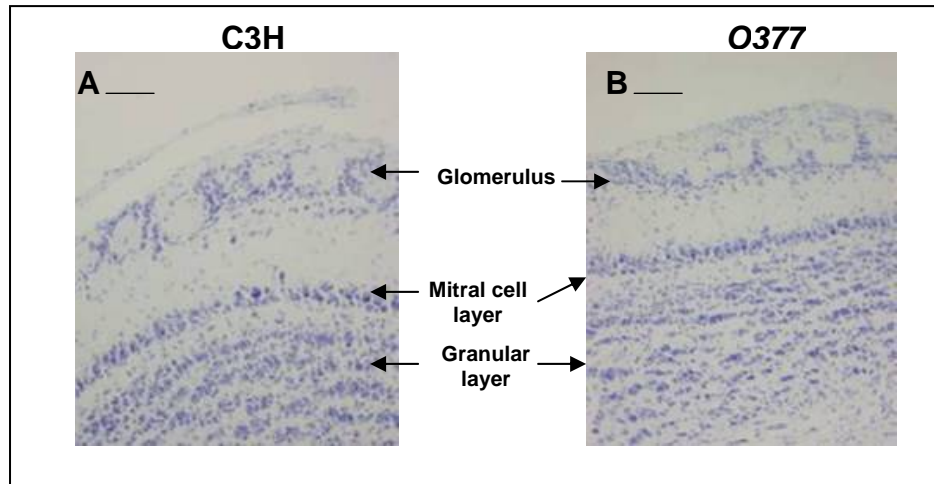 C3H
O377
A
B
Glomerulus
Mitral cell
layer
Granular
layer